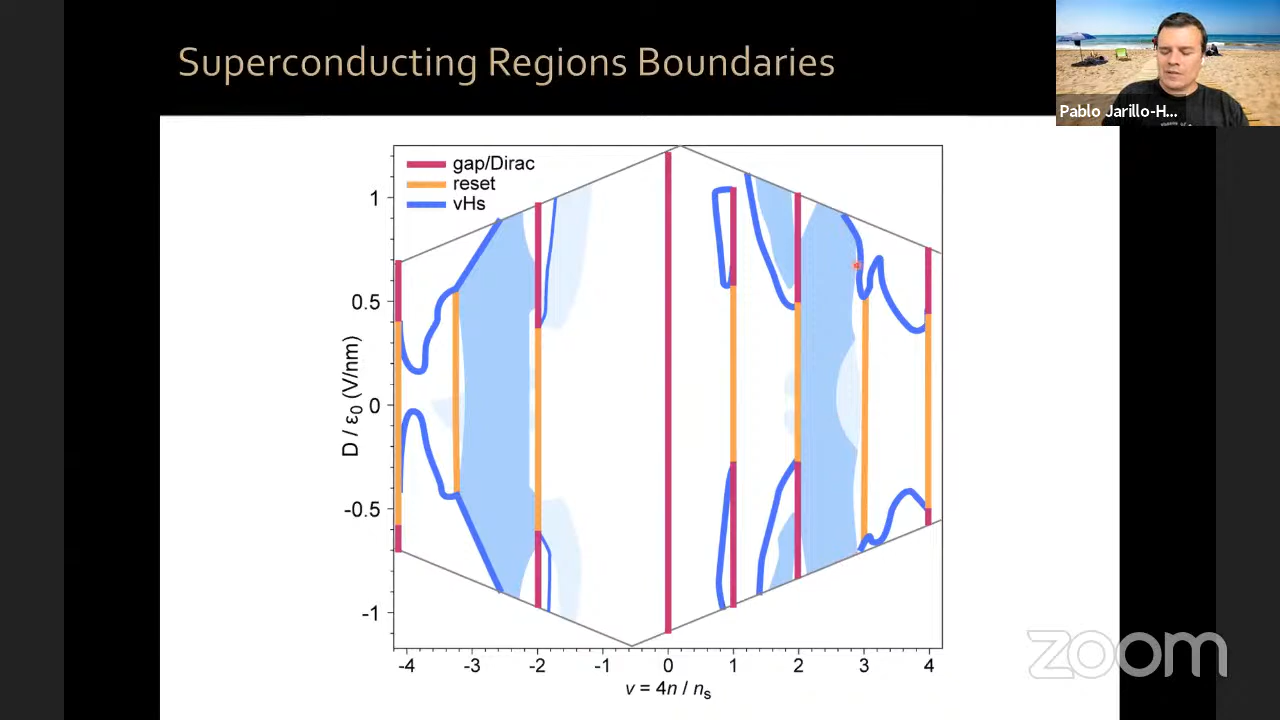 Superconducting Regions Boundaries
Pablo Jarillo-H...
gap/Dirac
reset
vHs
1
0.5
0
-0.5
-1
D / ε0 (V/nm)
-4 -3 -2 -1 0 1 2 3 4
ν = 4n / ns
zoom